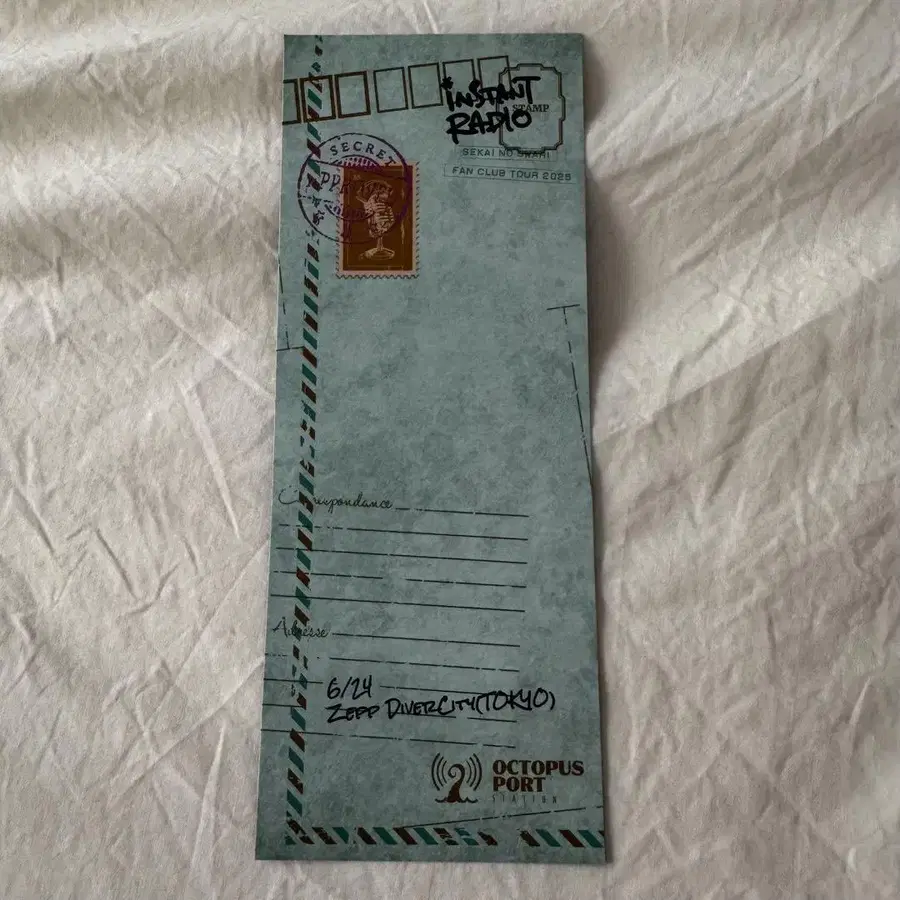 INSTANT
RADIO
STAMP
SEKAI NO OWARI
FAN CLUB TOUR 2025
SECRET
Correspondance
Adresse
6/24
ZEPP DIVERCITY(TOKYO)
OCTOPUS
PORT
STATION